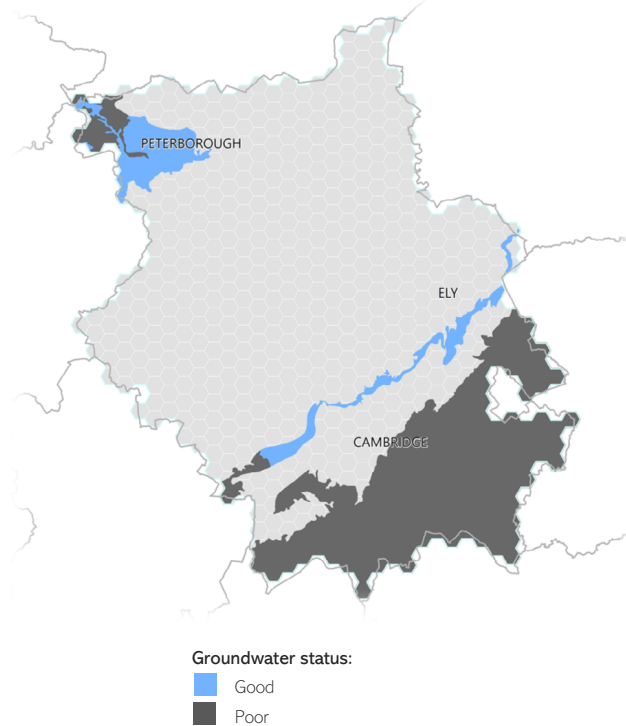 PETERBOROUGH
ELY
CAMBRIDGE
Groundwater status:
Good
Poor